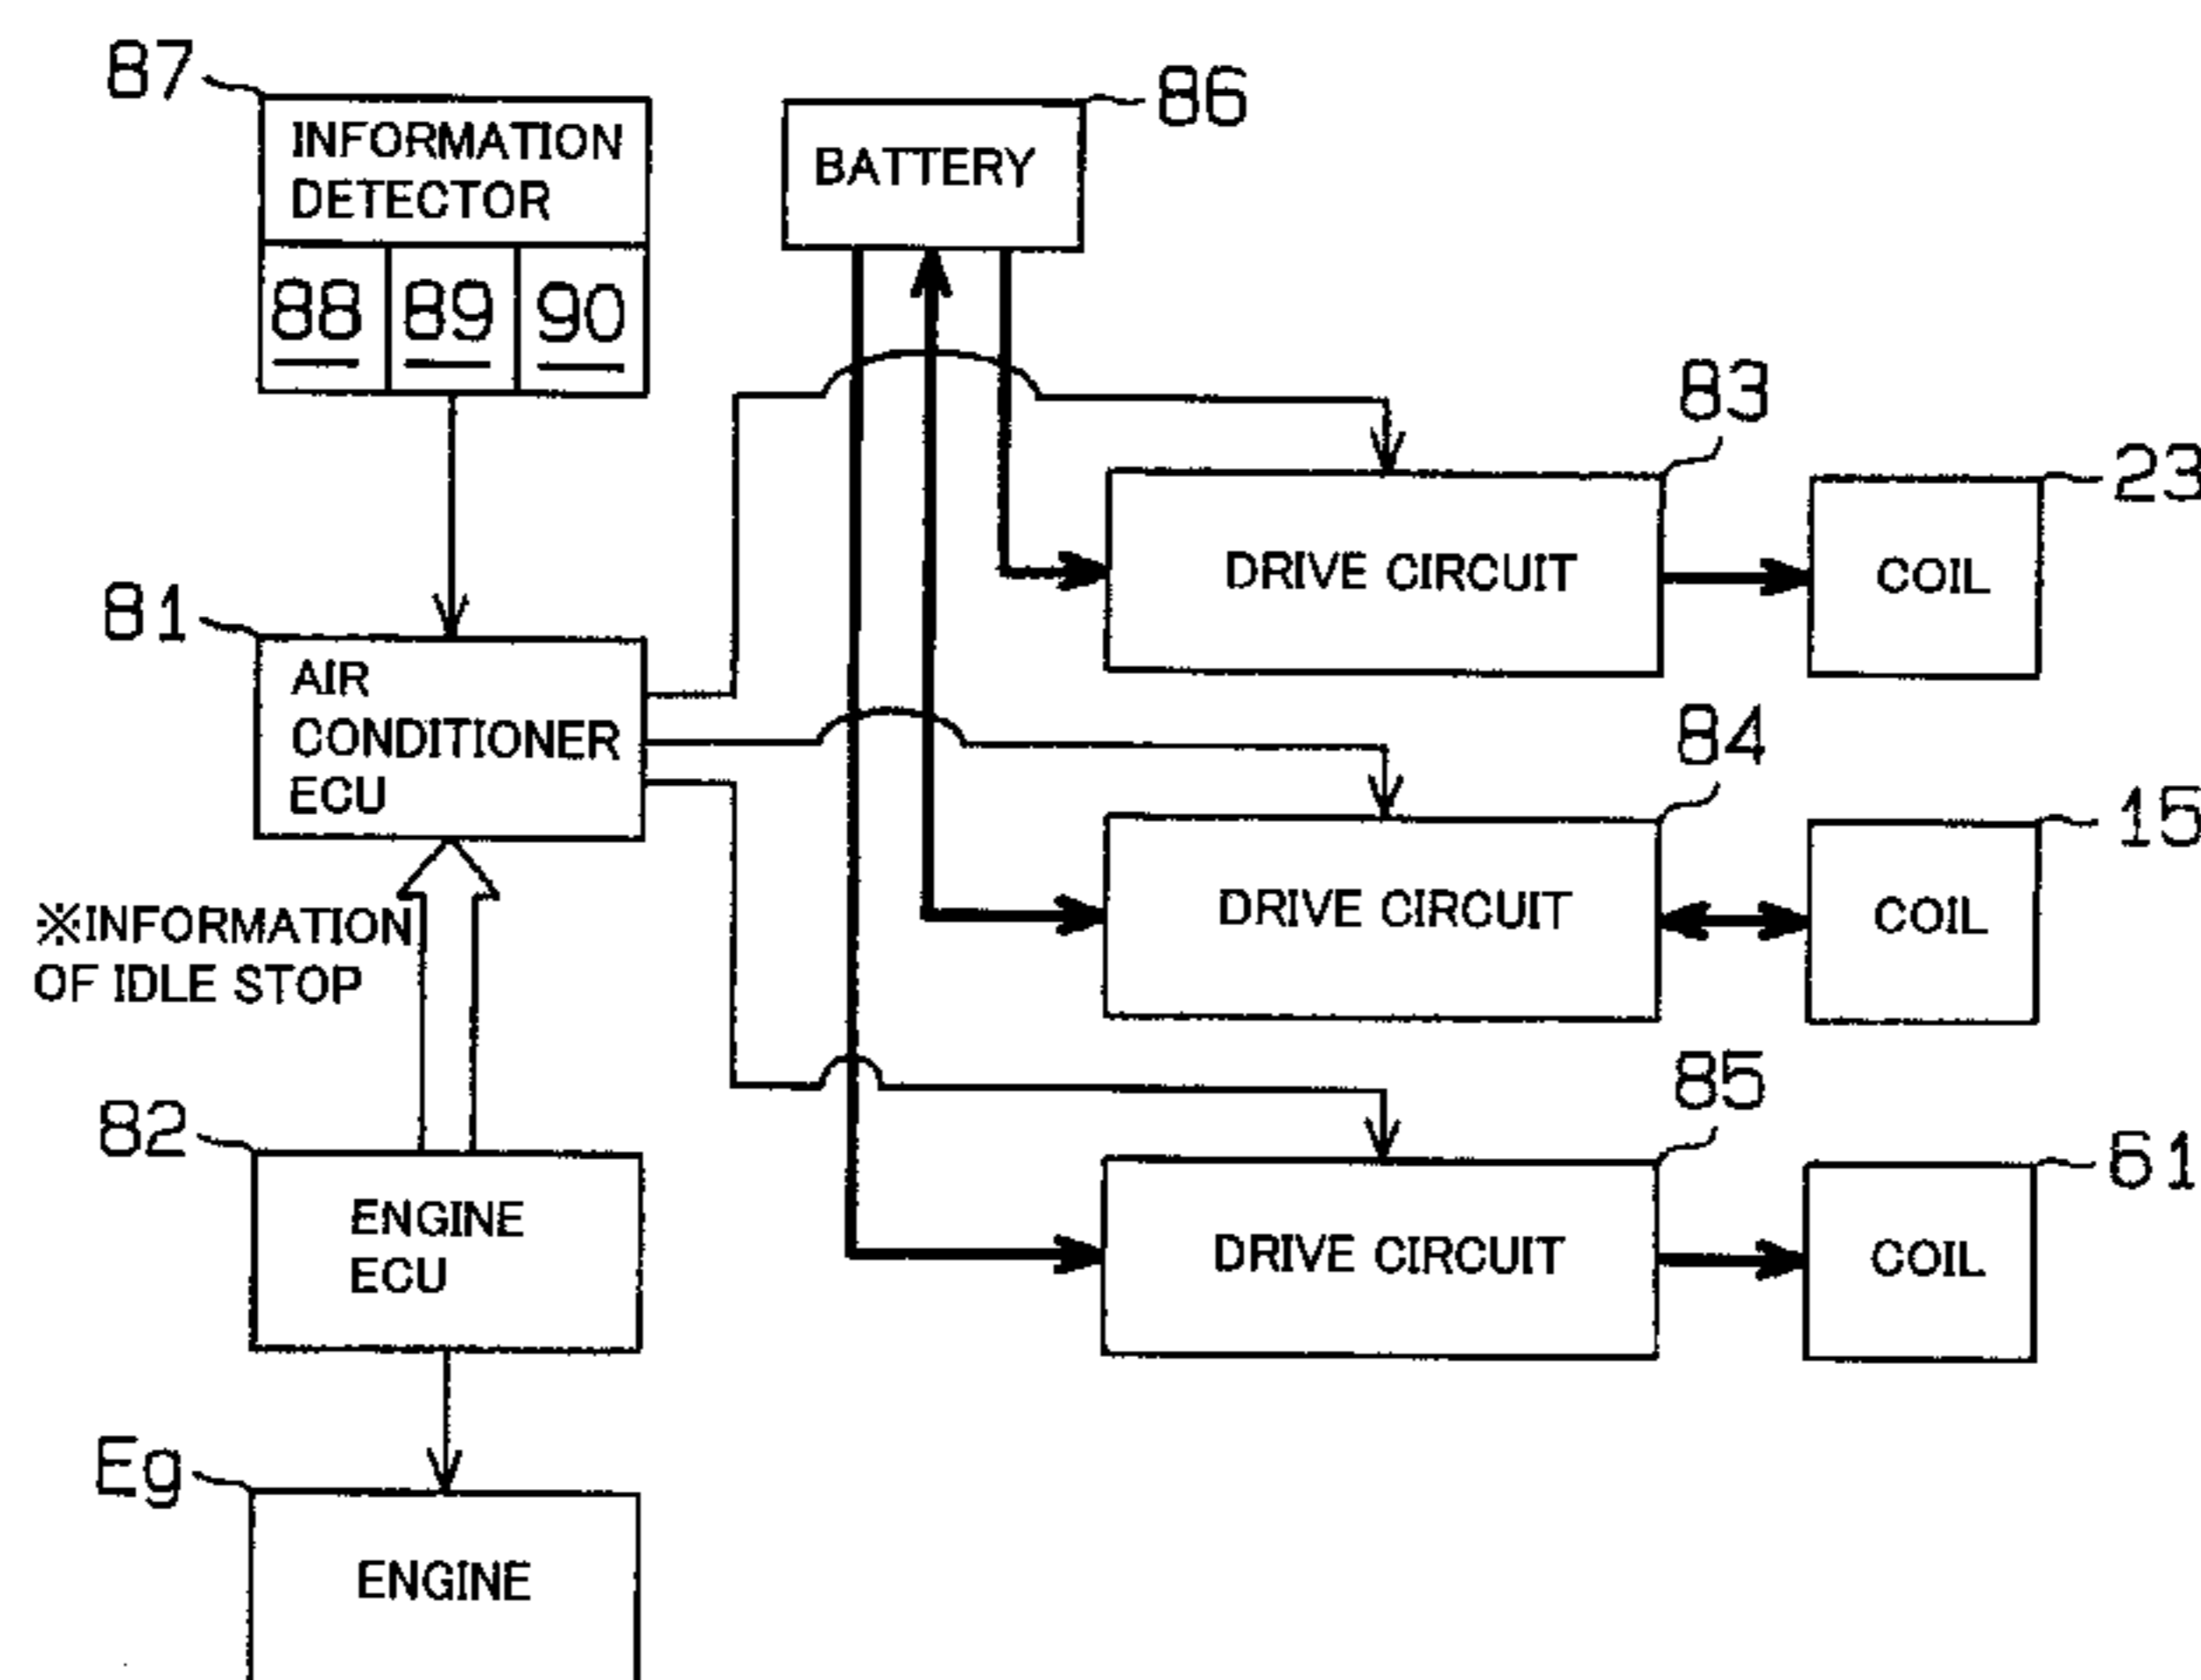 87
INFORMATION
DETECTOR
88 89 90
86
BATTERY
83
DRIVE CIRCUIT
23
COIL
81
AIR
CONDITIONER
ECU
84
DRIVE CIRCUIT
15
COIL
※INFORMATION
OF IDLE STOP
82
ENGINE
ECU
85
DRIVE CIRCUIT
61
COIL
Eg
ENGINE